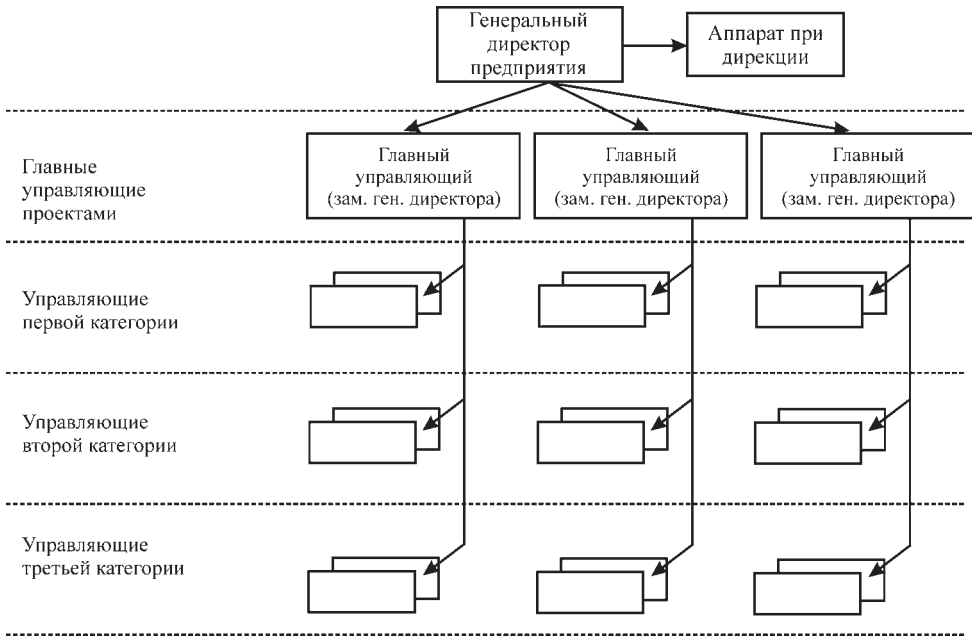 Генеральный
директор
предприятия
Аппарат при
дирекции
Главные
управляющие
проектами
Главный
управляющий
(зам. ген. директора)
Главный
управляющий
(зам. ген. директора)
Главный
управляющий
(зам. ген. директора)
Управляющие
первой категории
Управляющие
второй категории
Управляющие
третьей категории